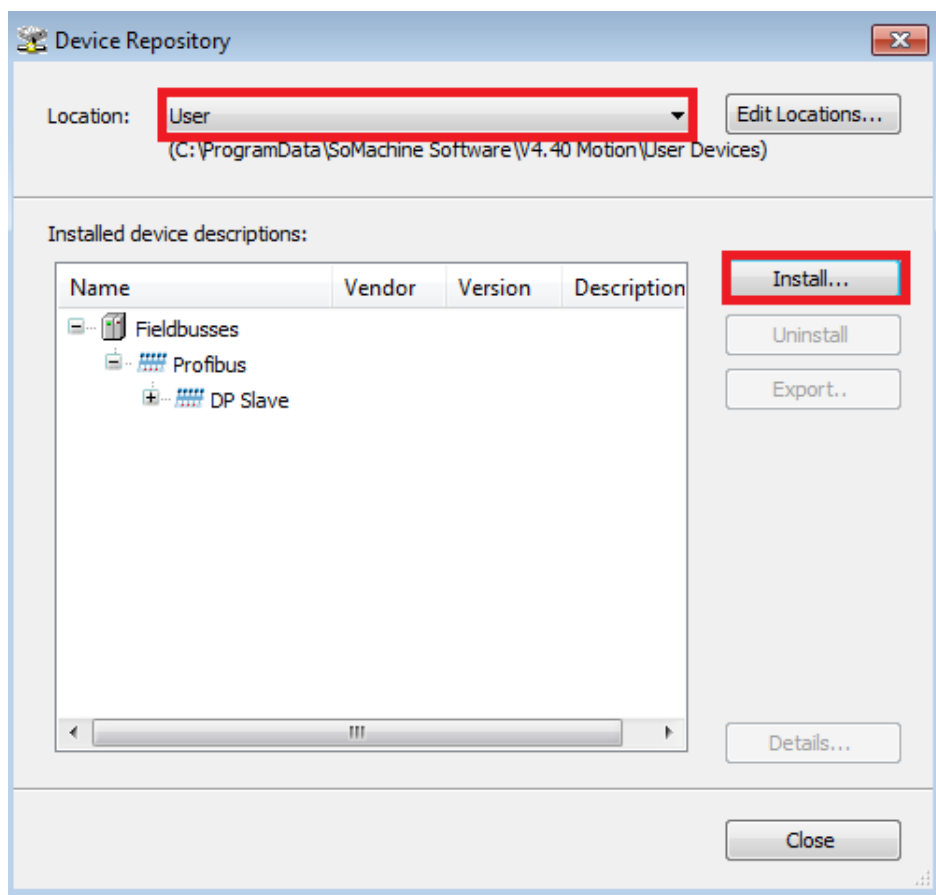 Device Repository
Location: User Edit Locations...
(C:\ProgramData\SoMachine Software\V4.40 Motion\User Devices)
Installed device descriptions:
Name Vendor Version Description Install...
Fieldbusses Uninstall
Profibus
DP Slave Export..
Details...
Close